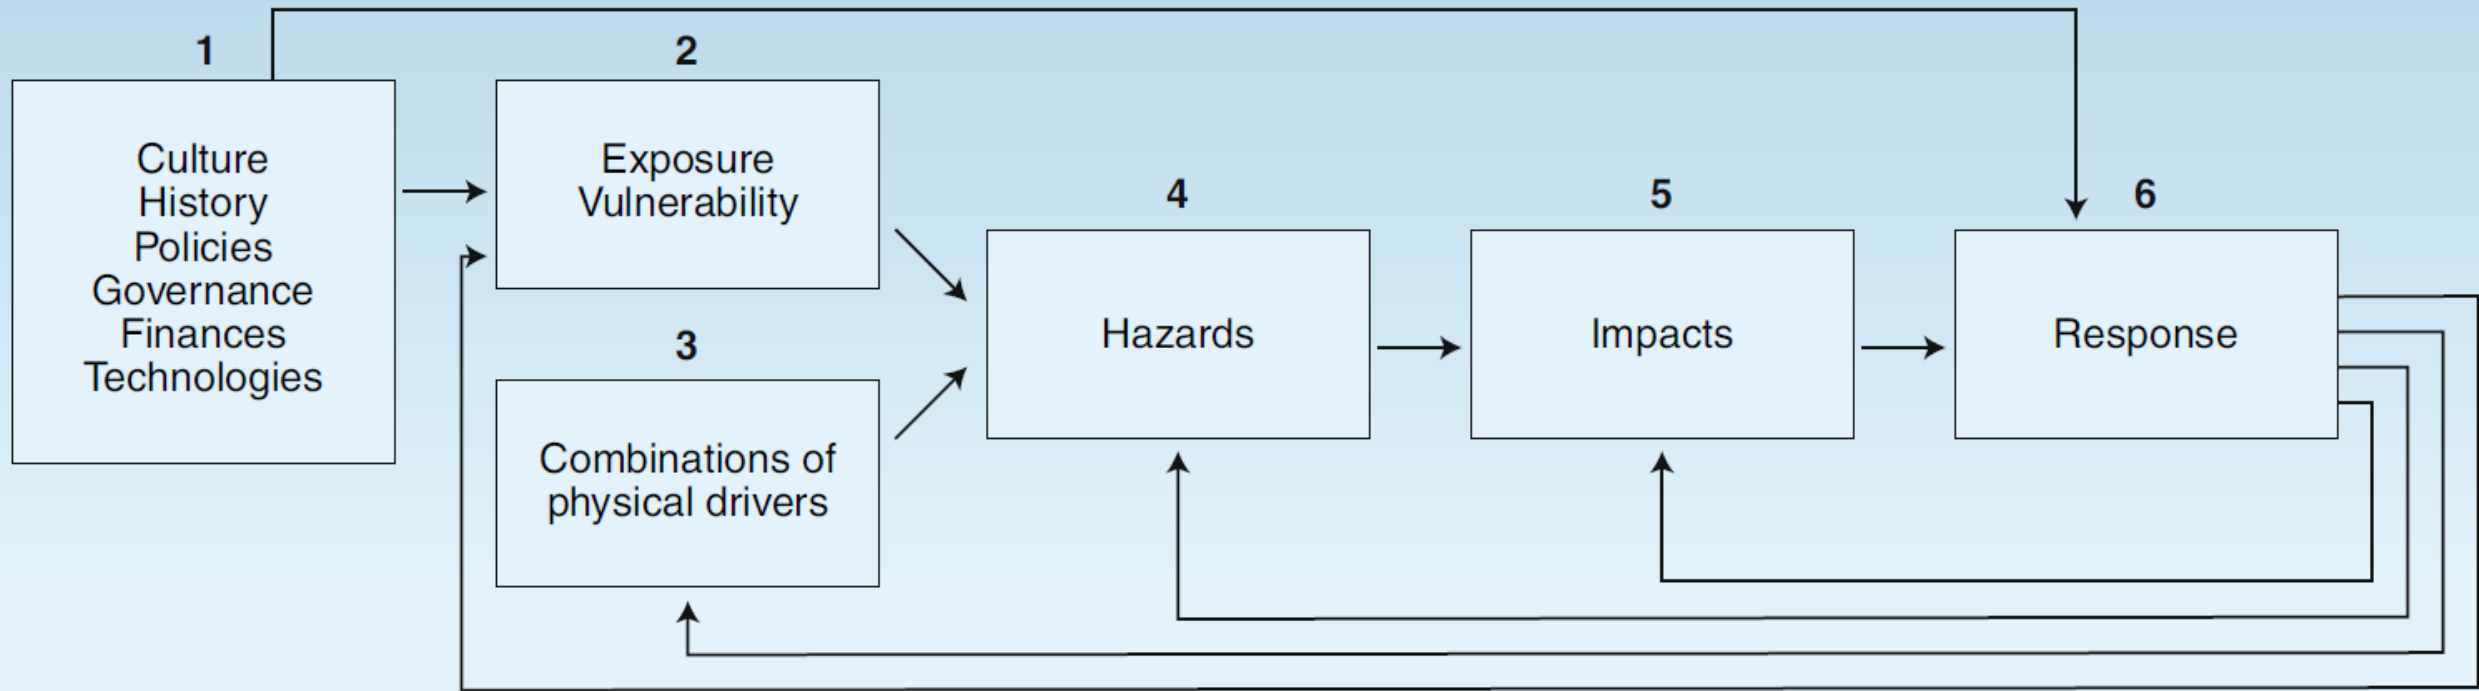 1
Culture
History
Policies
Governance
Finances
Technologies
2
Exposure
Vulnerability
3
Combinations of
physical drivers
4
Hazards
5
Impacts
6
Response